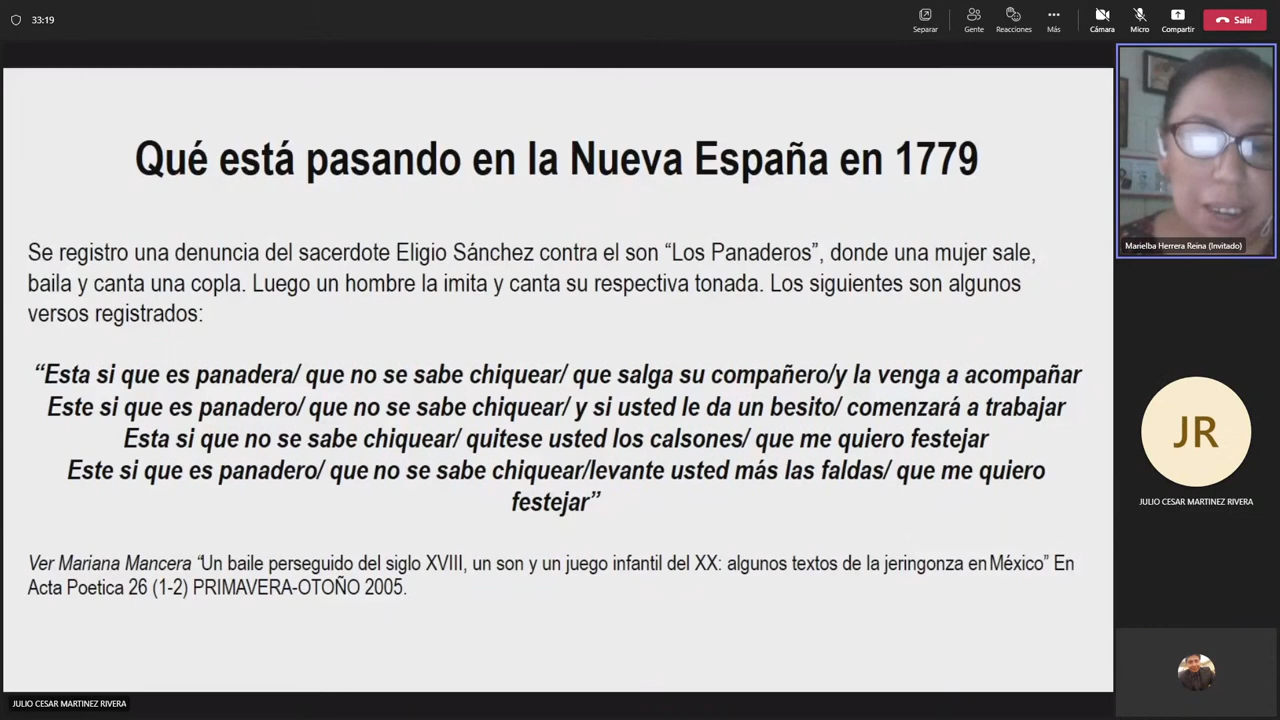 33:19
Separar
Gente
Reacciones
Más
Cámara
Micro
Compartir
Salir
Qué está pasando en la Nueva España en 1779
Se registro una denuncia del sacerdote Eligio Sánchez contra el son “Los Panaderos”, donde una mujer sale,
baila y canta una copla. Luego un hombre la imita y canta su respectiva tonada. Los siguientes son algunos
versos registrados:
“Esta si que es panadera/ que no se sabe chiquear/ que salga su compañero/y la venga a acompañar
Este si que es panadero/ que no se sabe chiquear/ y si usted le da un besito/ comenzará a trabajar
Esta si que no se sabe chiquear/ quitese usted los calsones/ que me quiero festejar
Este si que es panadero/ que no se sabe chiquear/levante usted más las faldas/ que me quiero
festejar”
Ver Mariana Mancera “Un baile perseguido del siglo XVIII, un son y un juego infantil del XX: algunos textos de la jeringonza en México” En
Acta Poetica 26 (1-2) PRIMAVERA-OTOÑO 2005.
Marielba Herrera Reina (Invitado)
JR
JULIO CESAR MARTINEZ RIVERA
JULIO CESAR MARTINEZ RIVERA